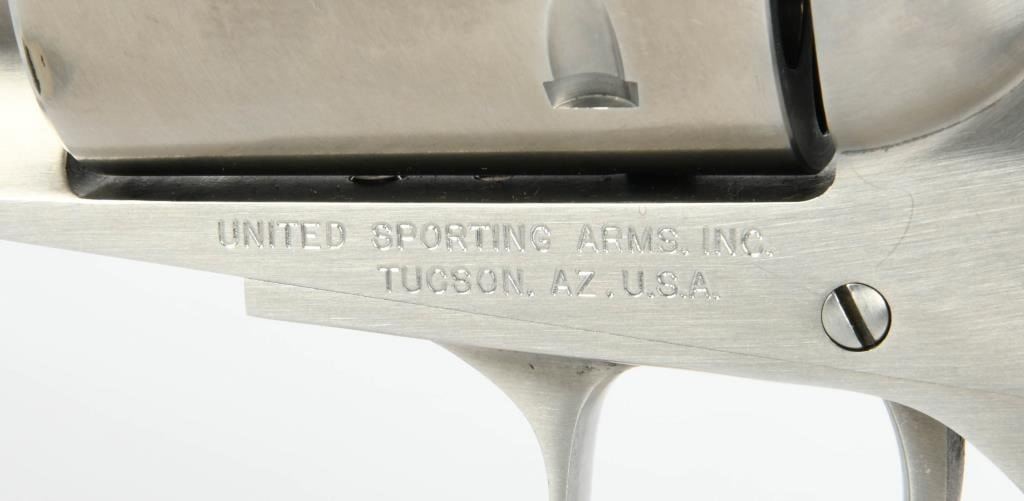 UNITED SPORTING ARMS, INC.
TUCSON, AZ. U.S.A.